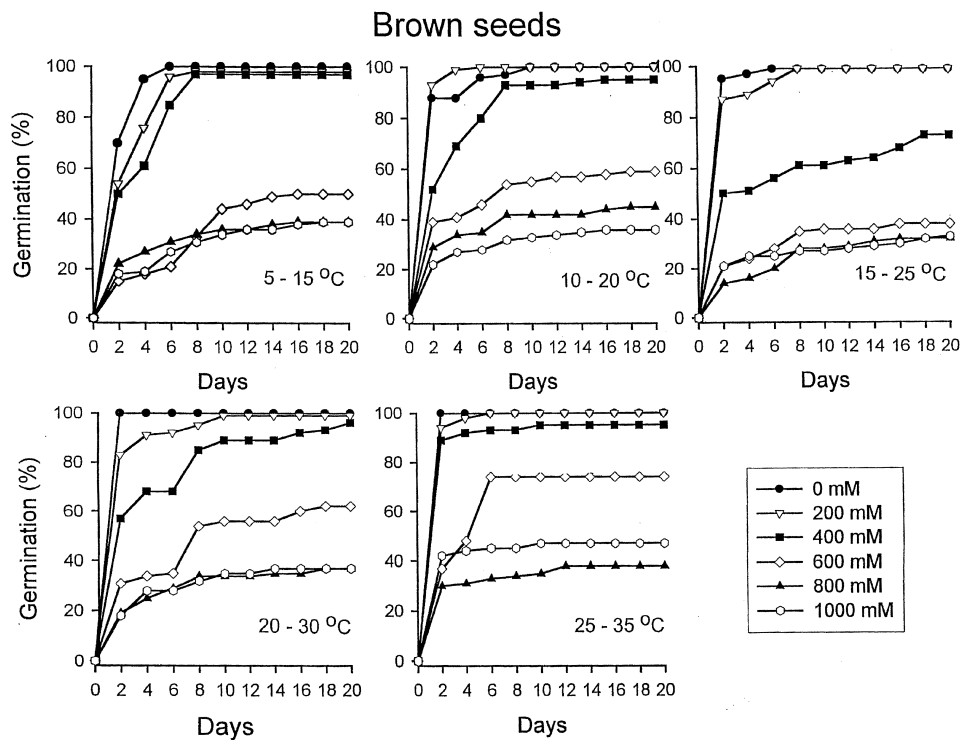 Brown seeds
Germination (%)
100
80
60
40
20
0
5 - 15 °C
0 2 4 6 8 10 12 14 16 18 20
Days
100
80
60
40
20
0
10 - 20 °C
0 2 4 6 8 10 12 14 16 18 20
Days
100
80
60
40
20
0
15 - 25 °C
0 2 4 6 8 10 12 14 16 18 20
Days
Germination (%)
100
80
60
40
20
0
20 - 30 °C
0 2 4 6 8 10 12 14 16 18 20
Days
100
80
60
40
20
0
25 - 35 °C
0 2 4 6 8 10 12 14 16 18 20
Days
0 mM
200 mM
400 mM
600 mM
800 mM
1000 mM